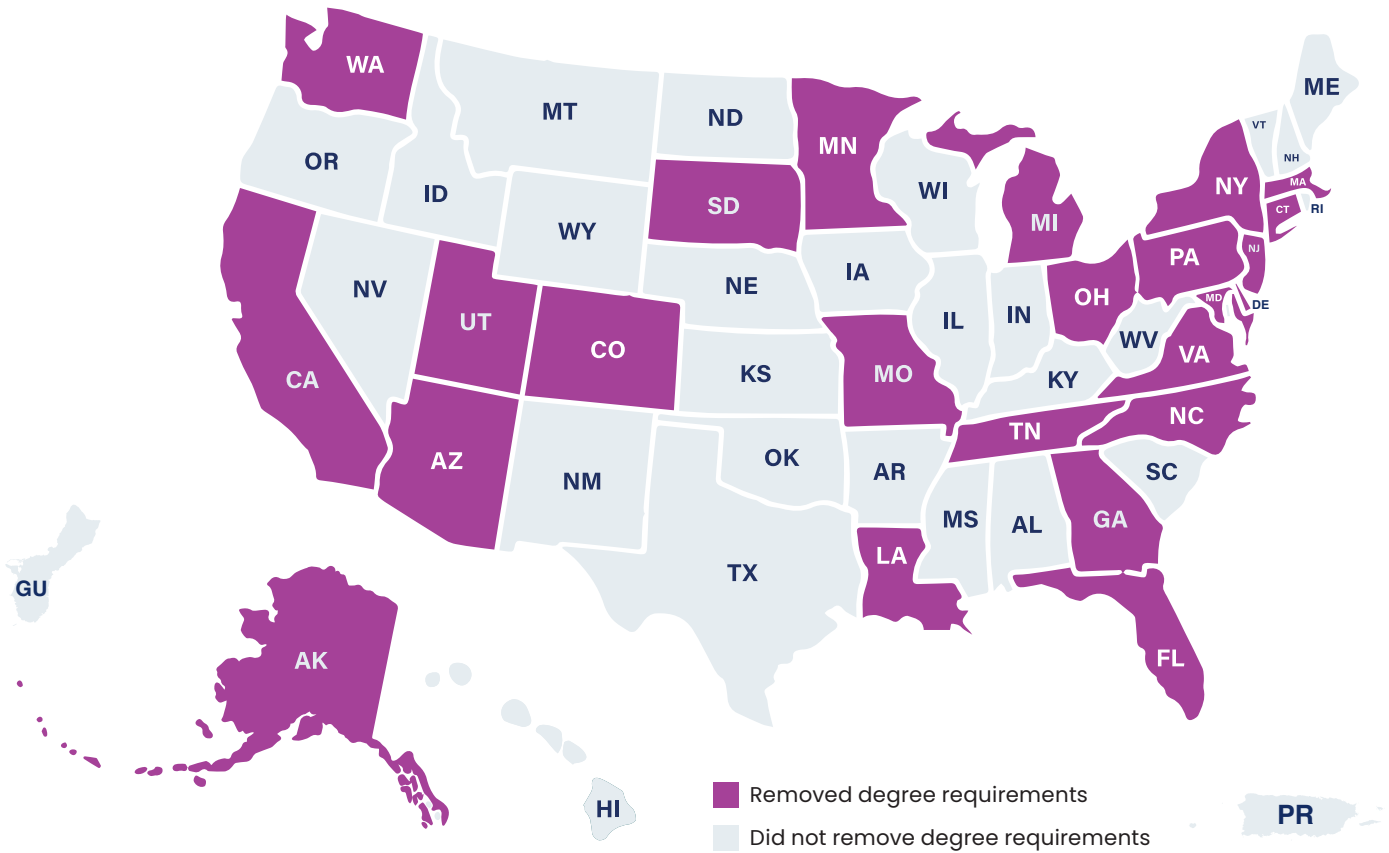 WA
MT
ND
MN
ME
VT
NH
OR
ID
SD
WI
MI
NY
MA
CT
RI
WY
NV
UT
CO
NE
IA
IL
IN
OH
PA
NJ
MD
DE
WV
VA
CA
KS
MO
KY
NC
TN
AZ
NM
OK
AR
SC
MS
AL
GA
LA
TX
FL
GU
AK
HI
PR
Removed degree requirements
Did not remove degree requirements